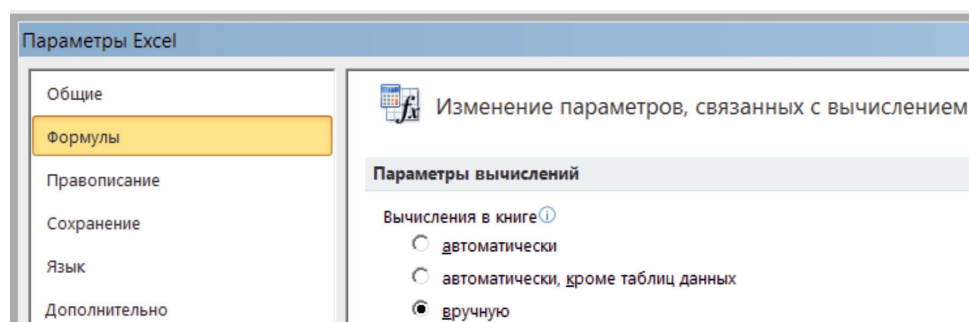 Параметры Excel
Общие
Формулы
Правописание
Сохранение
Язык
Дополнительно
fx Изменение параметров, связанных с вычислением
Параметры вычислений
Вычисления в книге
автоматически
автоматически, кроме таблиц данных
вручную